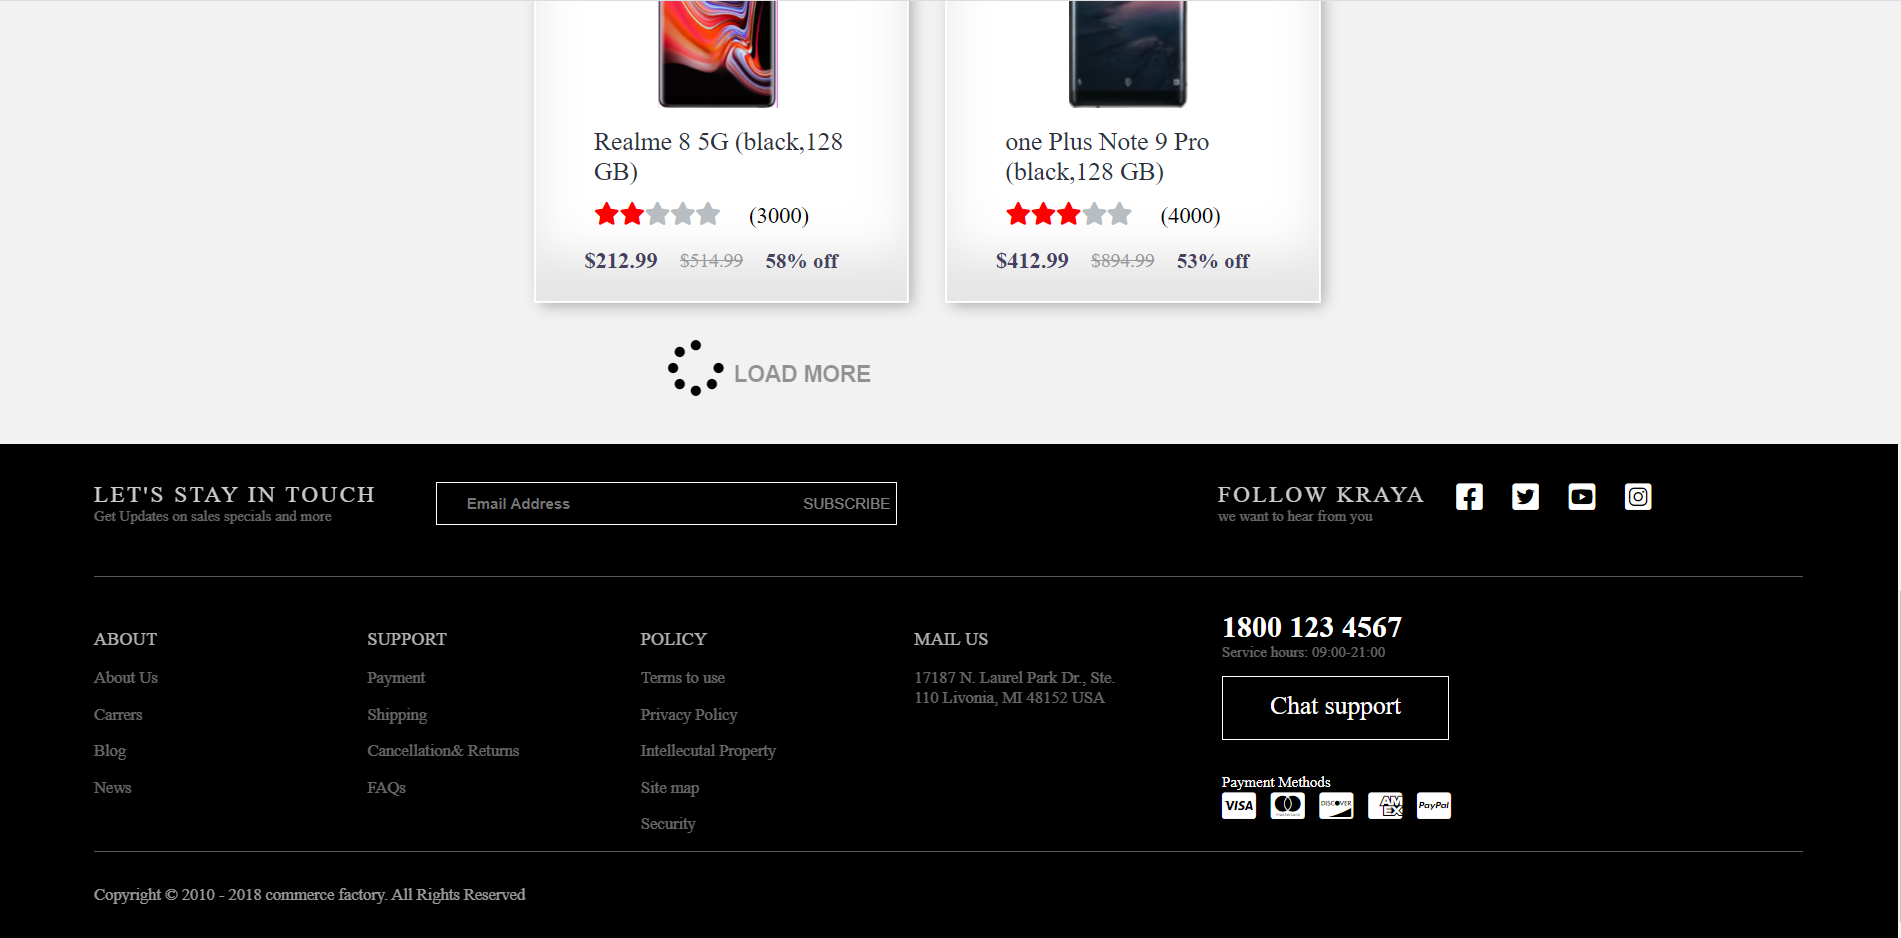 Realme 8 5G (black,128
GB)
(3000)
$212.99 $514.99 58% off
one Plus Note 9 Pro
(black,128 GB)
(4000)
$412.99 $894.99 53% off
LOAD MORE
LET'S STAY IN TOUCH
Get Updates on sales specials and more
Email Address SUBSCRIBE
FOLLOW KRAYA
we want to hear from you
ABOUT
About Us
Carrers
Blog
News
SUPPORT
Payment
Shipping
Cancellation& Returns
FAQs
POLICY
Terms to use
Privacy Policy
Intellecutal Property
Site map
Security
MAIL US
17187 N. Laurel Park Dr., Ste.
110 Livonia, MI 48152 USA
1800 123 4567
Service hours: 09:00-21:00
Chat support
Payment Methods
VISA mastercard DISCOVER AMEX PayPal
Copyright © 2010 - 2018 commerce factory. All Rights Reserved